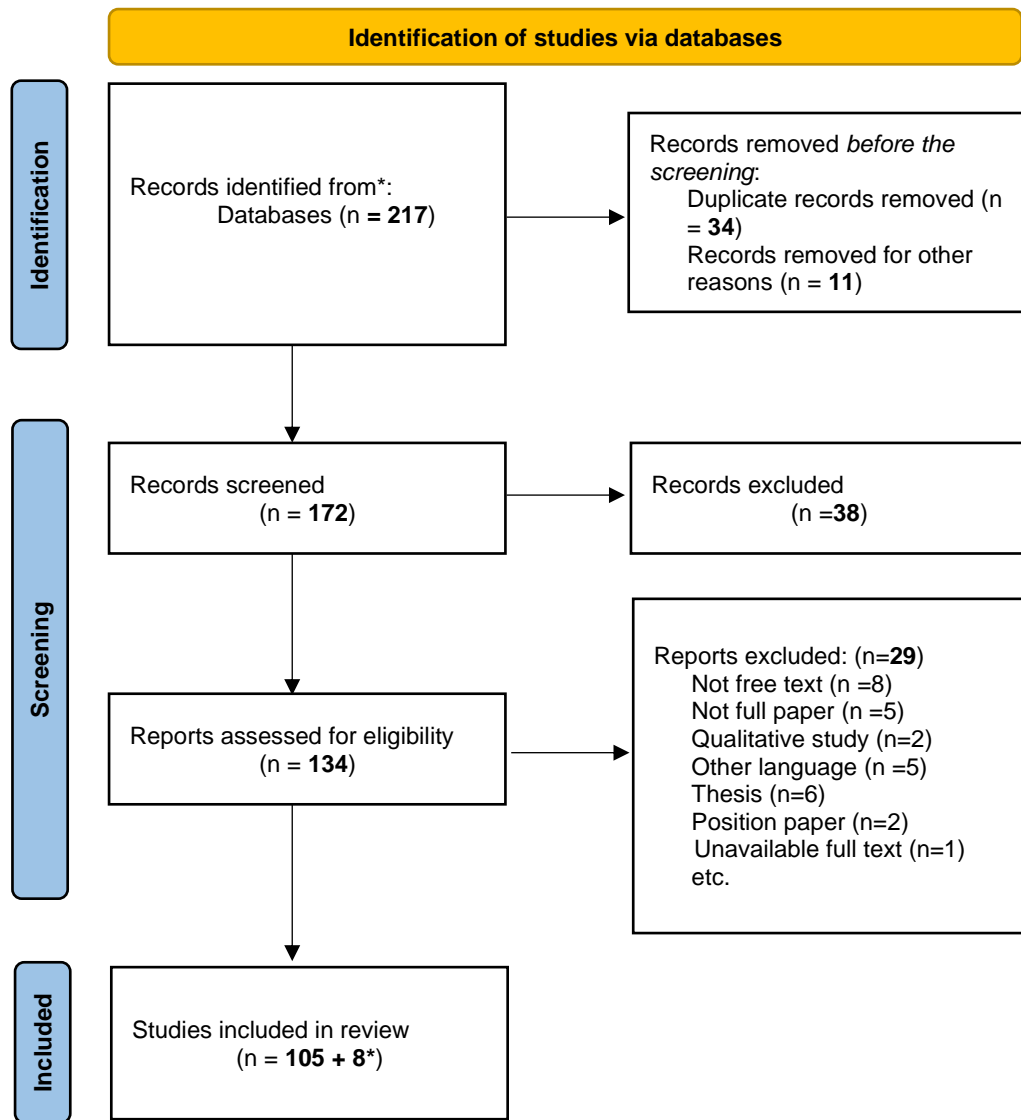 Identification of studies via databases
Identification
Records identified from*:
Databases (n = 217)
Records removed before the
screening:
Duplicate records removed (n
= 34)
Records removed for other
reasons (n = 11)
Screening
Records screened
(n = 172)
Records excluded
(n =38)
Reports assessed for eligibility
(n = 134)
Reports excluded: (n=29)
Not free text (n =8)
Not full paper (n =5)
Qualitative study (n=2)
Other language (n =5)
Thesis (n=6)
Position paper (n=2)
Unavailable full text (n=1)
etc.
Included
Studies included in review
(n = 105 + 8*)